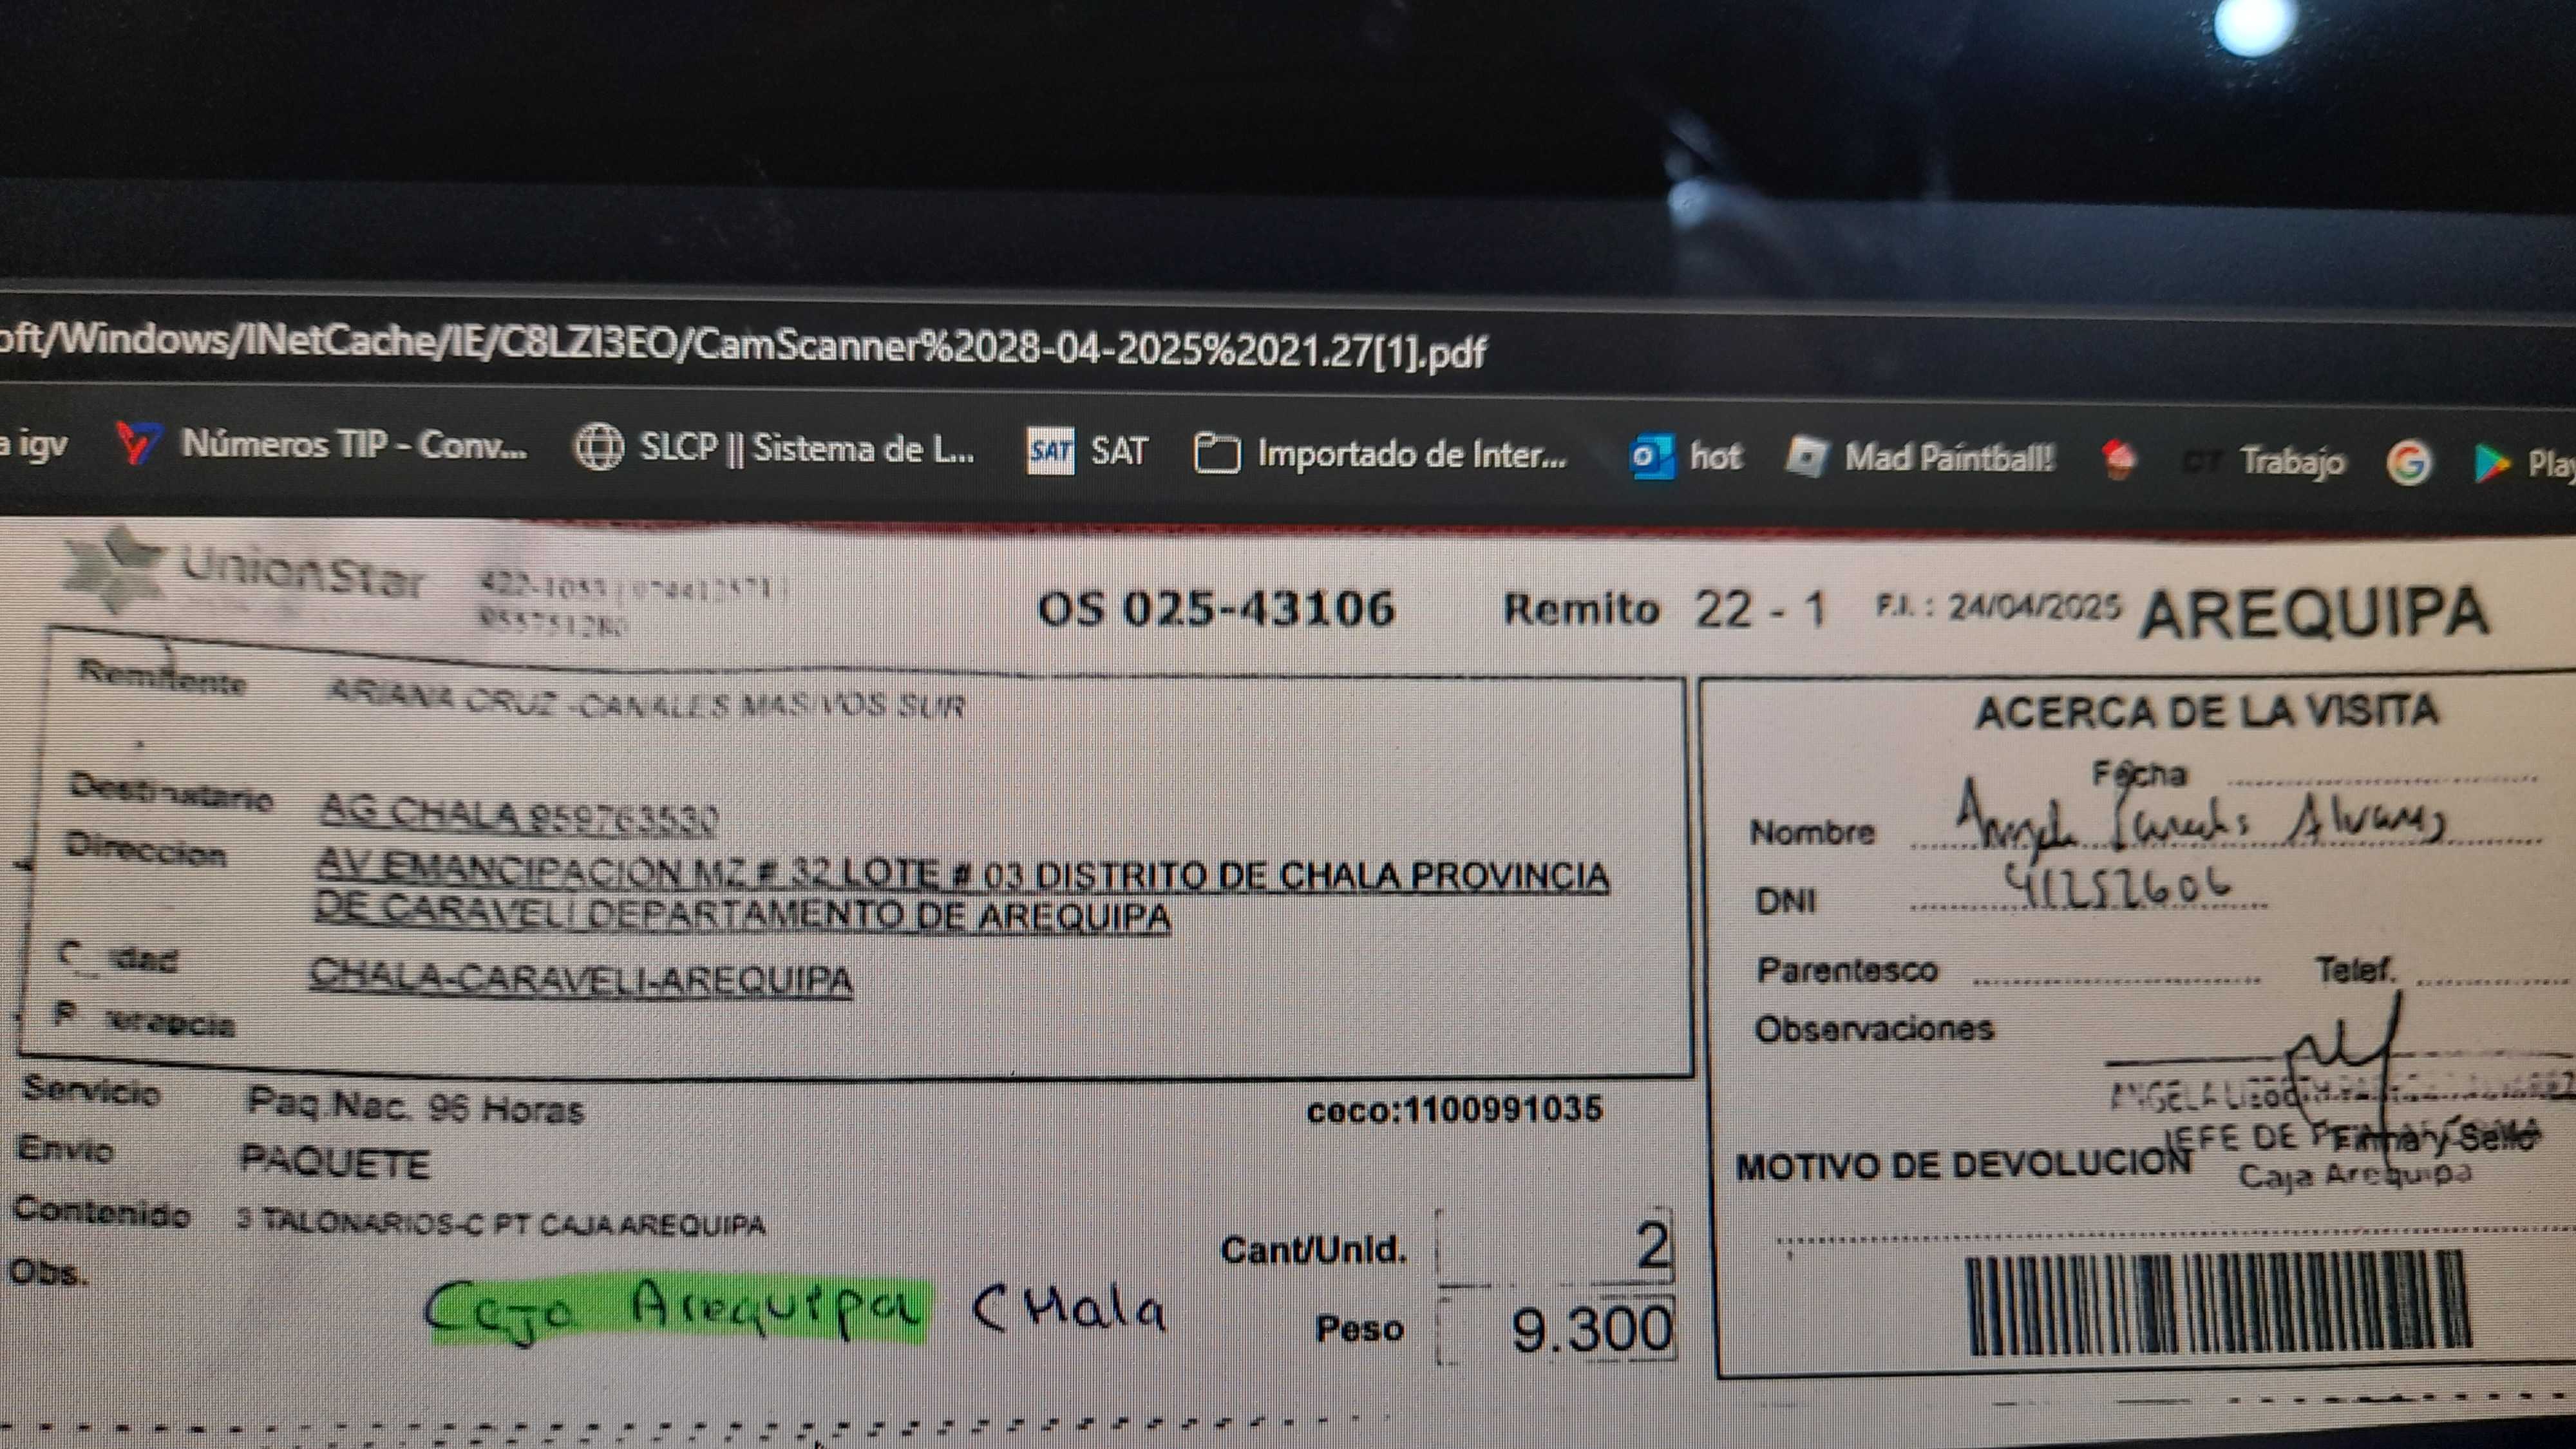 oft/Windows/INetCache/IE/C8LZI3EO/CamScanner%2028-04-2025%2021.27[1].pdf
a igv Números TIP - Conv... SLCP || Sistema de L... SAT SAT Importado de Inter... hot Mad Paintball! Trabajo Play
UnionStar
OS 025-43106 Remito 22 - 1 F.I. : 24/04/2025 AREQUIPA
Remitente ARIANA CRUZ -CANALES MASIVOS SUR
Destinatario AG CHALA 959763530
Direccion AV EMANCIPACIÓN MZ # 32 LOTE # 03 DISTRITO DE CHALA PROVINCIA
DE CARAVELI DEPARTAMENTO DE AREQUIPA
CHALA-CARAVELI-AREQUIPA
Servicio Paq.Nac. 96 Horas coco:1100991035
Envio PAQUETE
Contenido 3 TALONARIOS-C PT CAJA AREQUIPA
Cant/Unid. 2
Obs.
Caja Arequipa CHala
Peso 9.300
ACERCA DE LA VISITA
Fecha
Nombre Angela Alvarez
DNI 41252606
Parentesco Telef.
Observaciones
ANGELA
JEFE DE Firma y Sello
MOTIVO DE DEVOLUCION
Caja Arequipa